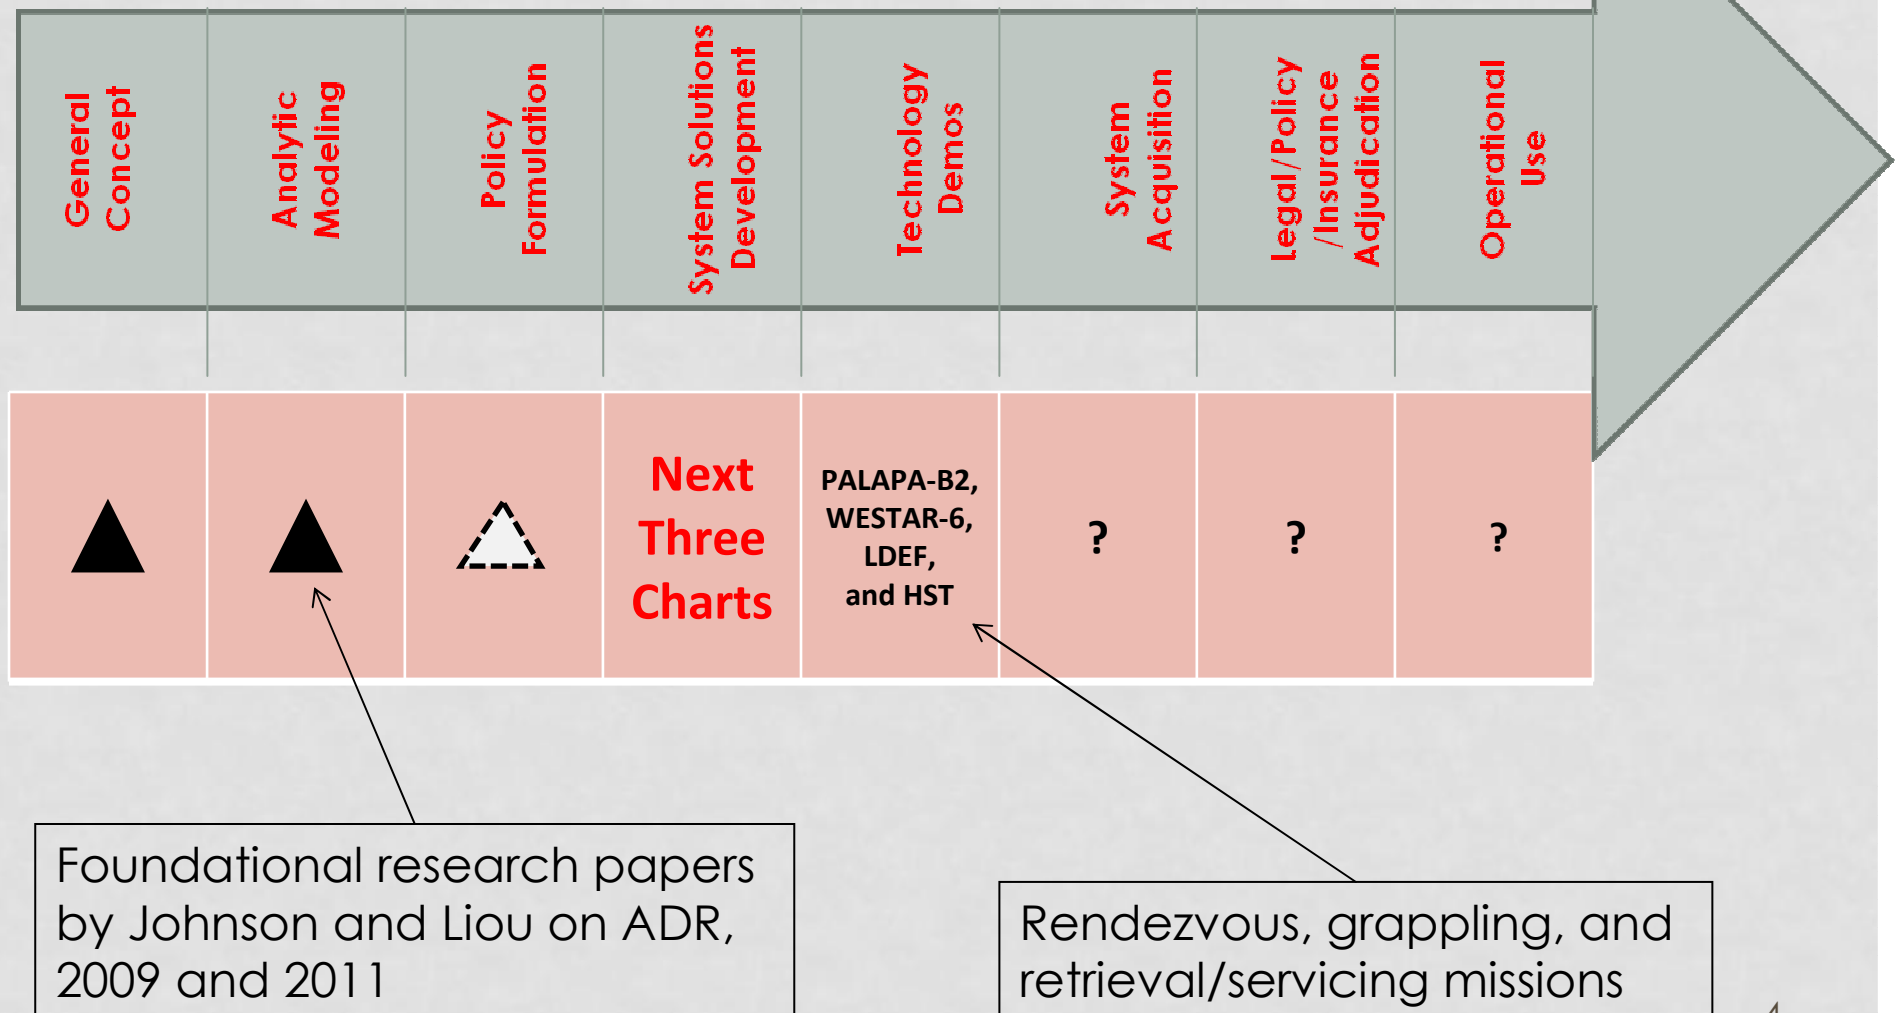 General
Concept
Analytic
Modeling
Policy
Formulation
System Solutions
Development
Technology
Demos
System
Acquisition
Legal/Policy
/Insurance
Adjudication
Operational
Use
Next
Three
Charts
PALAPA-B2,
WESTAR-6,
LDEF,
and HST
?
?
?
Foundational research papers
by Johnson and Liou on ADR,
2009 and 2011
Rendezvous, grappling, and
retrieval/servicing missions